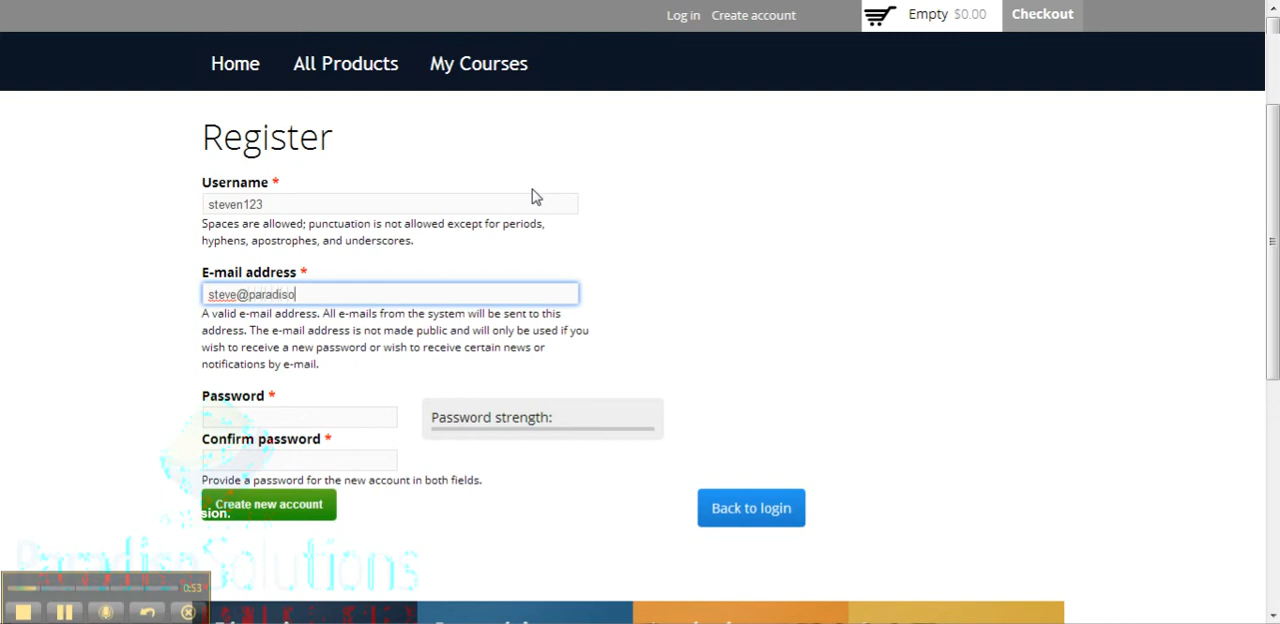 Log in Create account Empty $0.00 Checkout
Home All Products My Courses
Register
Username *
steven123
Spaces are allowed; punctuation is not allowed except for periods,
hyphens, apostrophes, and underscores.
E-mail address *
steve@paradiso
A valid e-mail address. All e-mails from the system will be sent to this
address. The e-mail address is not made public and will only be used if you
wish to receive a new password or wish to receive certain news or
notifications by e-mail.
Password *
Password strength:
Confirm password *
Provide a password for the new account in both fields.
Create new account
Back to login
sion.
ParadisoSolutions
0:53